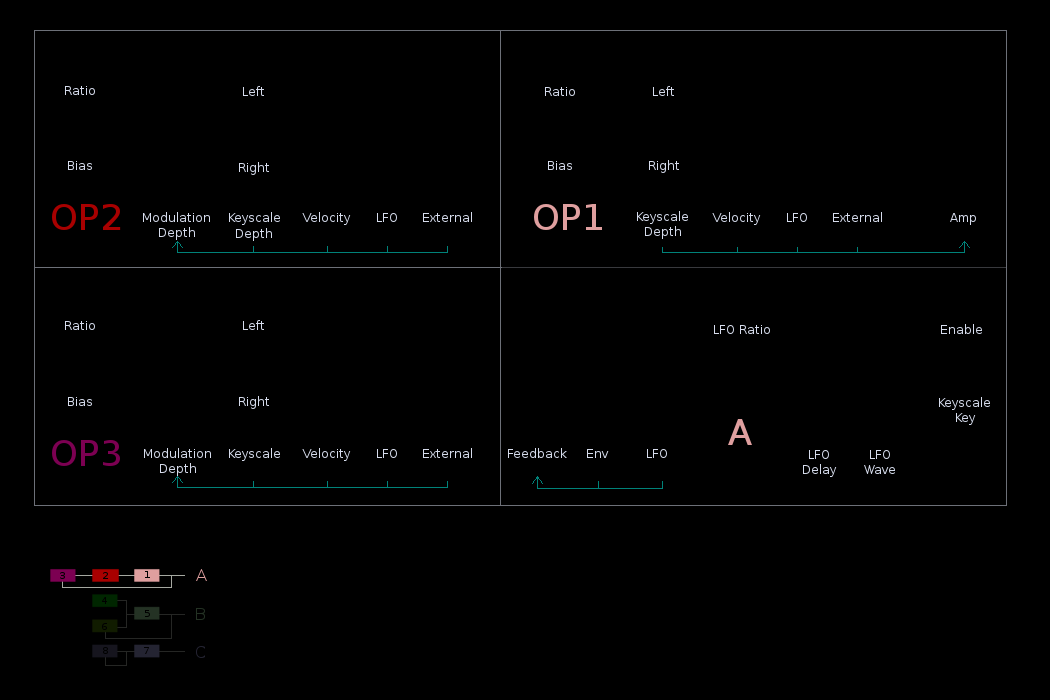 Ratio
Left
Bias
Right
OP2
Modulation
Depth
Keyscale
Depth
Velocity
LFO
External
Ratio
Left
Bias
Right
OP1
Keyscale
Depth
Velocity
LFO
External
Amp
Ratio
Left
Bias
Right
OP3
Modulation
Depth
Keyscale
Velocity
LFO
External
LFO Ratio
Enable
Keyscale
Key
A
Feedback
Env
LFO
LFO
Delay
LFO
Wave
3 2 1 A
4
5 B
6
8 7 C